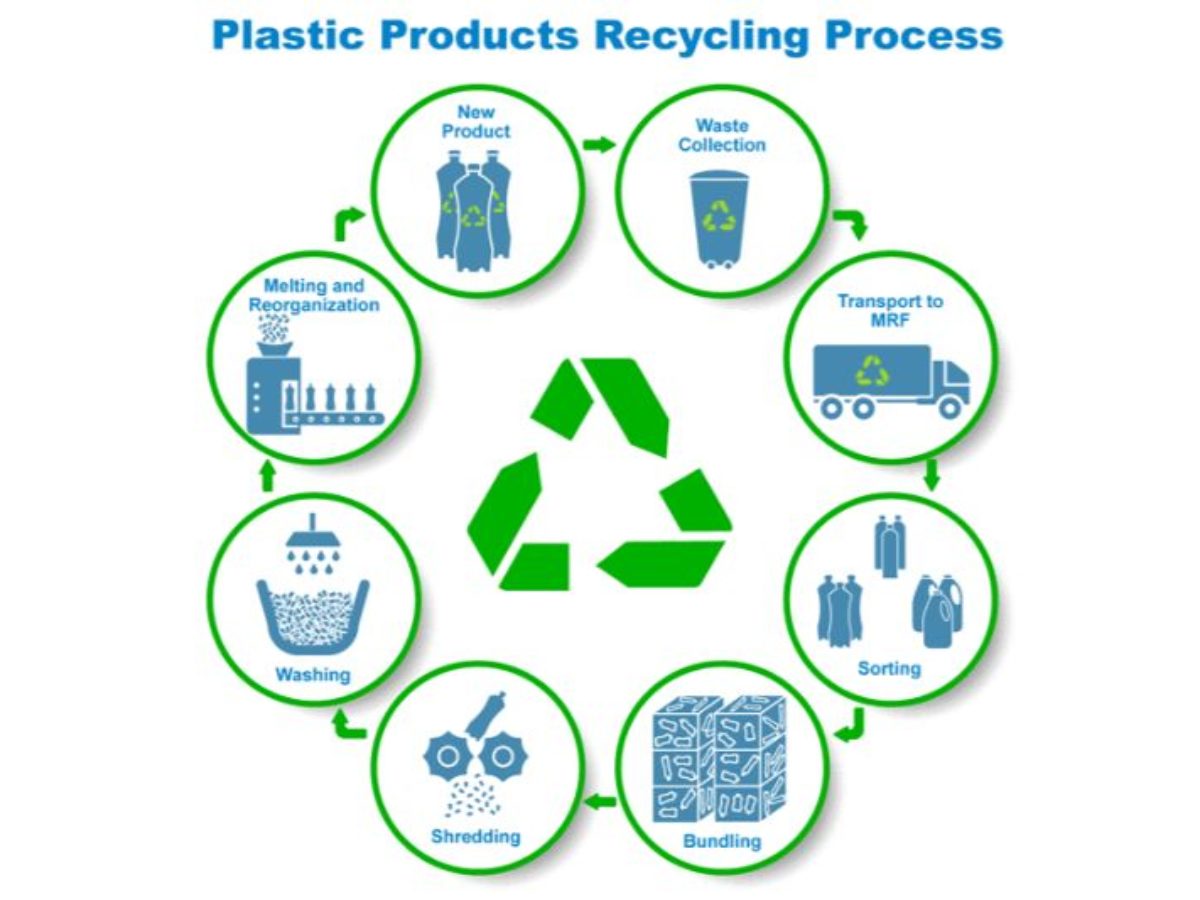 Plastic Products Recycling Process
New
Product
Waste
Collection
Transport to
MRF
Sorting
Bundling
Shredding
Washing
Melting and
Reorganization